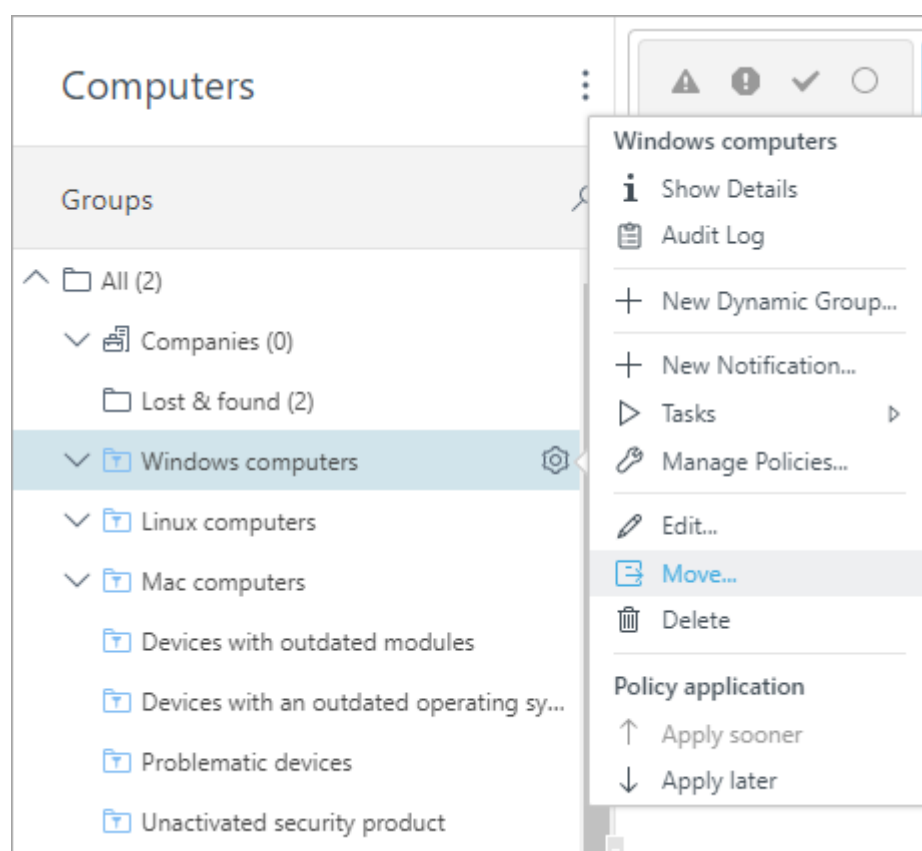 Computers
Groups
All (2)
Companies (0)
Lost & found (2)
Windows computers
Linux computers
Mac computers
Devices with outdated modules
Devices with an outdated operating sy...
Problematic devices
Unactivated security product
Windows computers
Show Details
Audit Log
New Dynamic Group...
New Notification...
Tasks
Manage Policies...
Edit...
Move...
Delete
Policy application
Apply sooner
Apply later